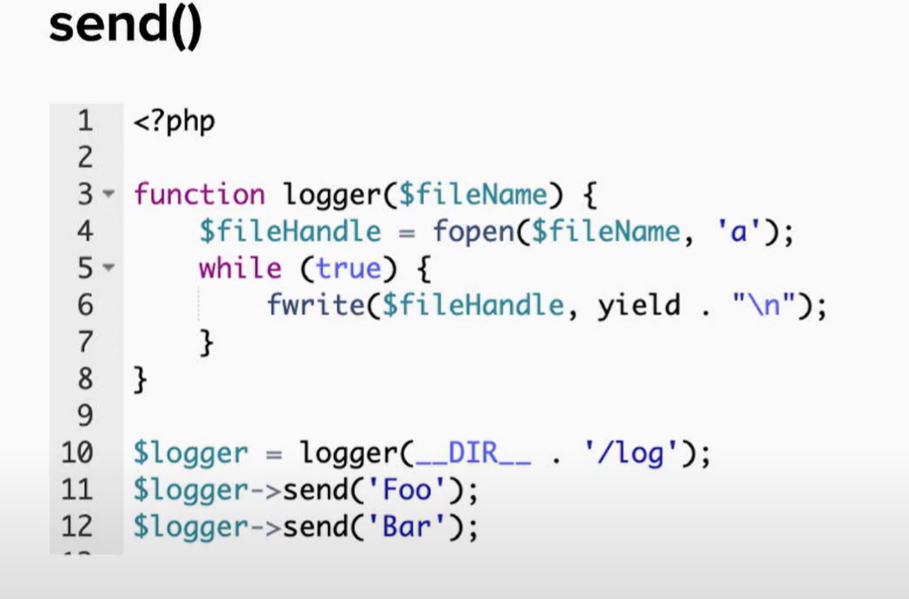 send()
1 <?php
2
3 function logger($fileName) {
4     $fileHandle = fopen($fileName, 'a');
5     while (true) {
6         fwrite($fileHandle, yield . "\n");
7     }
8 }
9
10 $logger = logger(__DIR__ . '/log');
11 $logger->send('Foo');
12 $logger->send('Bar');